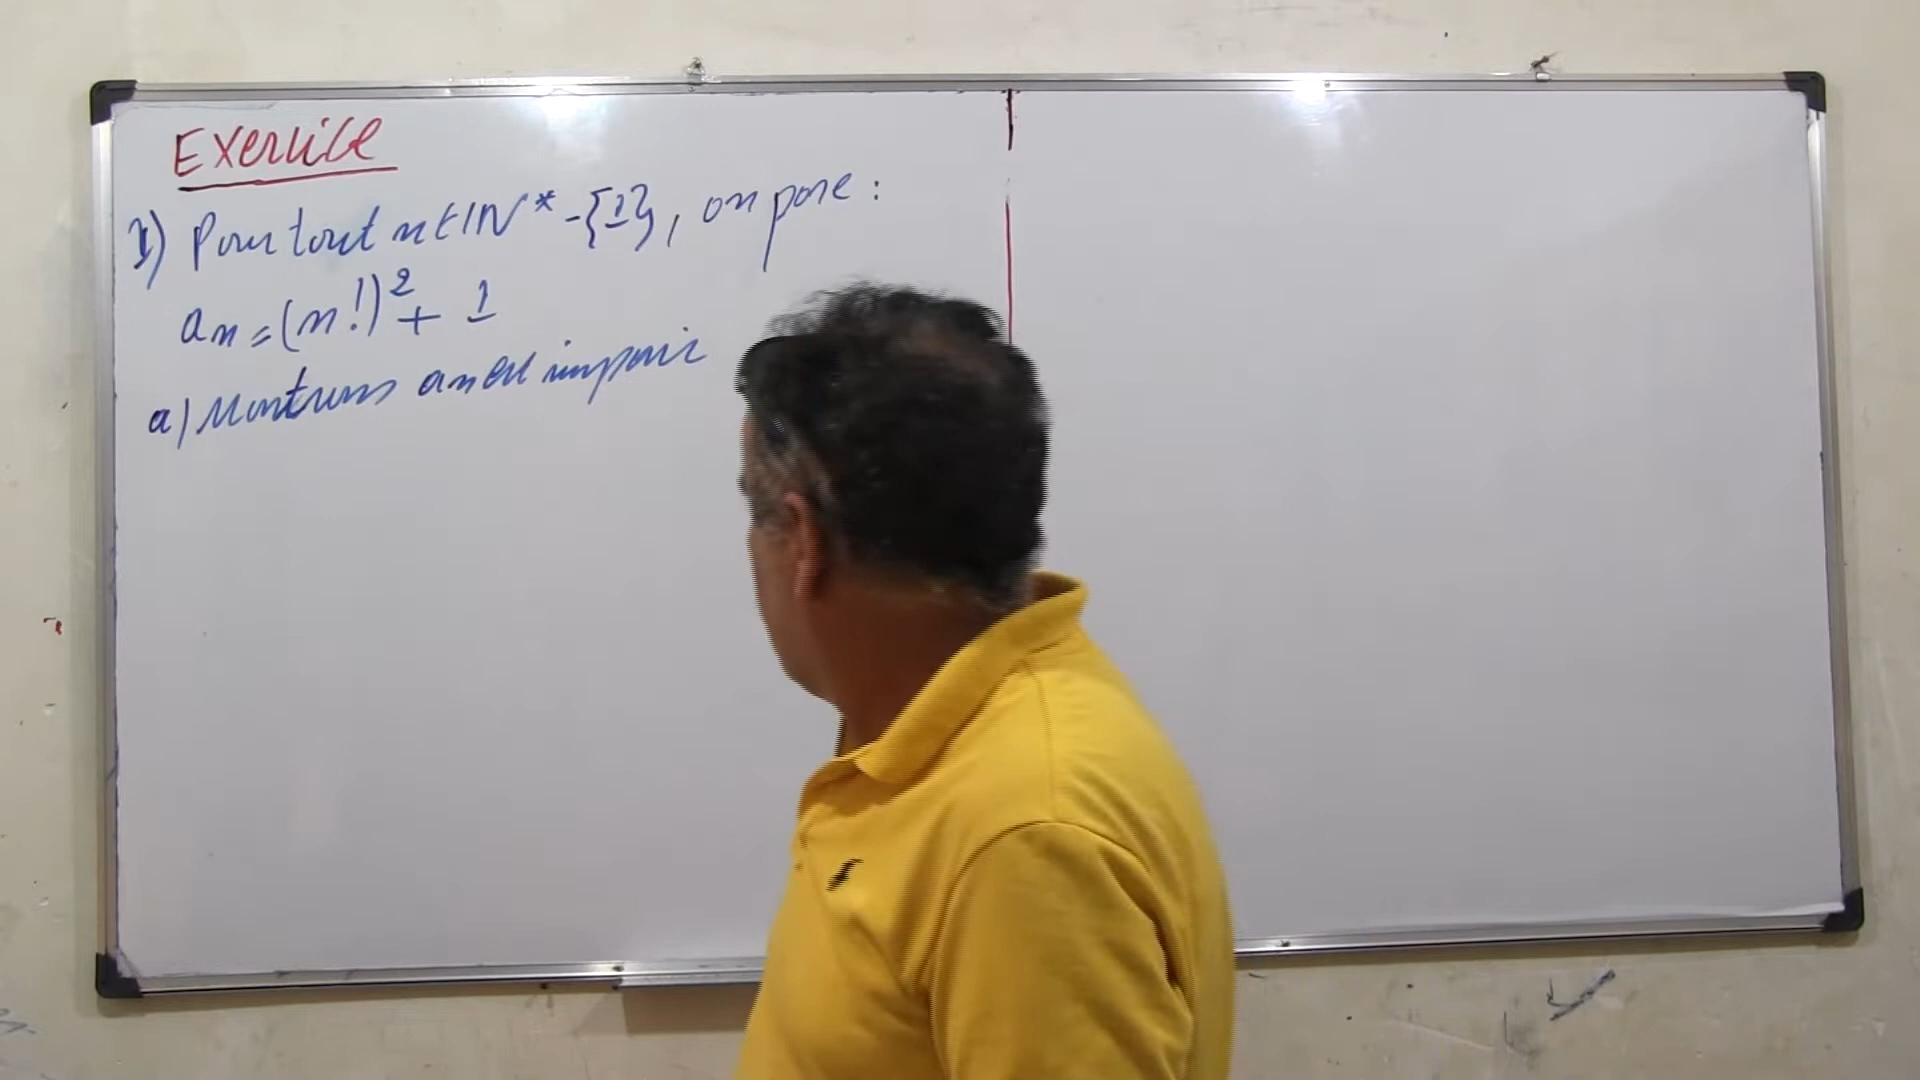 Exercice
1) Pour tout n ∈ IN* - {1}, on pose :
an = (n!)² + 1
a) Montrons an est impair